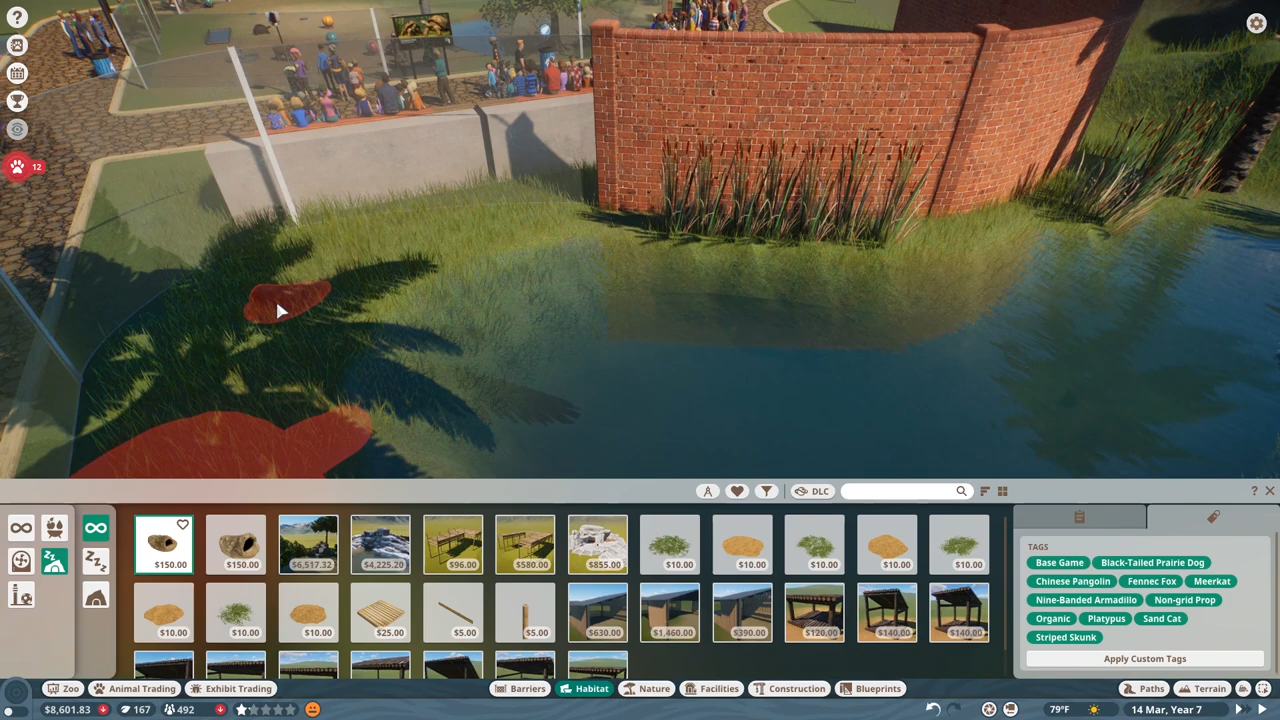 ?
12
DLC
? ×
$150.00 $150.00 $6,517.32 $4,225.20 $96.00 $580.00 $855.00 $10.00 $10.00 $10.00 $10.00 $10.00
$10.00 $10.00 $10.00 $25.00 $5.00 $5.00 $630.00 $1,460.00 $390.00 $120.00 $140.00 $140.00
TAGS
Base Game Black-Tailed Prairie Dog
Chinese Pangolin Fennec Fox Meerkat
Nine-Banded Armadillo Non-grid Prop
Organic Platypus Sand Cat
Striped Skunk
Apply Custom Tags
Zoo Animal Trading Exhibit Trading Barriers Habitat Nature Facilities Construction Blueprints Paths Terrain
$8,601.83 167 492 79°F 14 Mar, Year 7